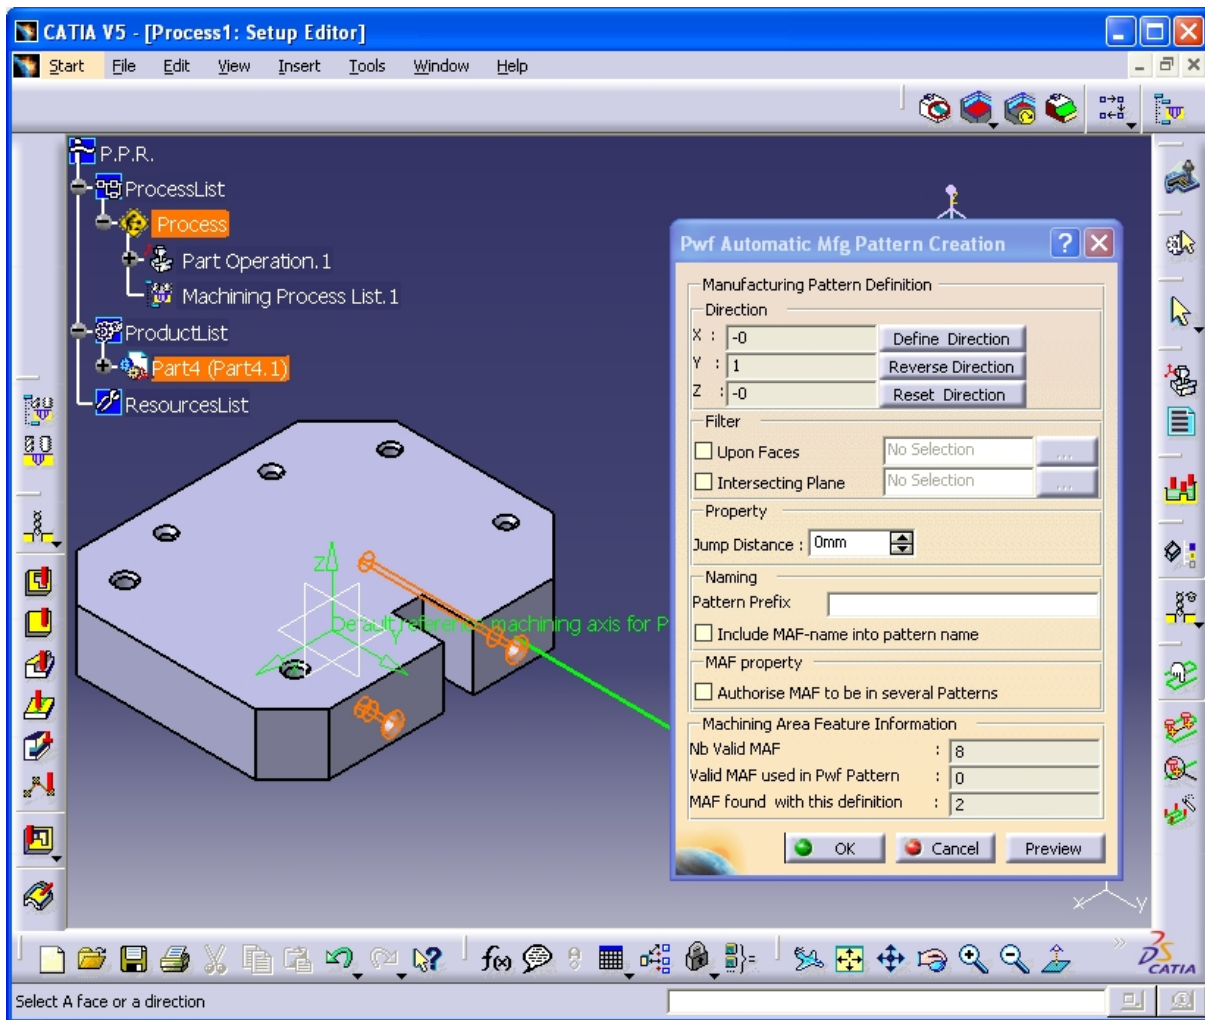 CATIA V5 - [Process1: Setup Editor]
Start File Edit View Insert Tools Window Help
P.P.R.
ProcessList
Process
Part Operation.1
Machining Process List.1
ProductList
Part4 (Part4.1)
ResourcesList
z
Z
Default reference machining axis for P
Y
Pwf Automatic Mfg Pattern Creation
Manufacturing Pattern Definition
Direction
X : -0 Define Direction
Y : 1 Reverse Direction
Z : -0 Reset Direction
Filter
Upon Faces No Selection ...
Intersecting Plane No Selection ...
Property
Jump Distance : 0mm
Naming
Pattern Prefix
Include MAF-name into pattern name
MAF property
Authorise MAF to be in several Patterns
Machining Area Feature Information
Nb Valid MAF : 8
Valid MAF used in Pwf Pattern : 0
MAF found with this definition : 2
OK Cancel Preview
x y
f(x)
DS CATIA
Select A face or a direction